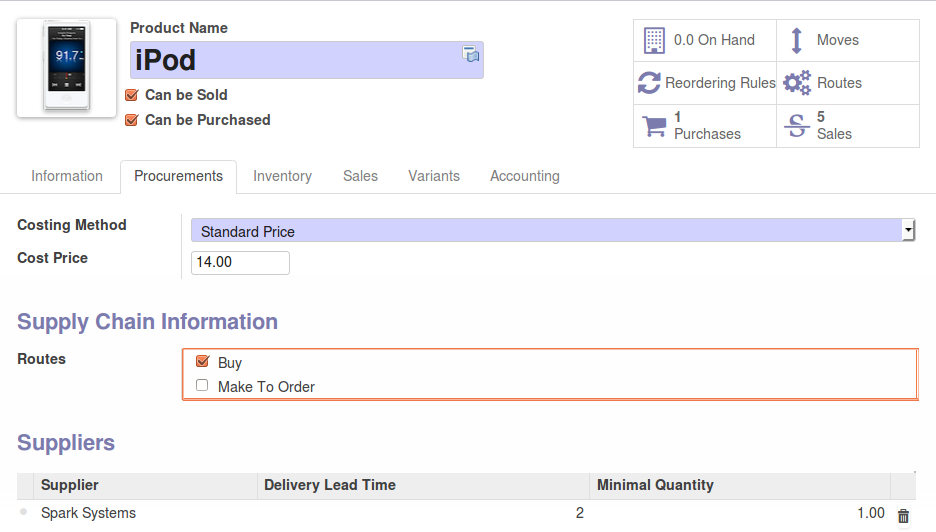 Product Name
iPod
91.7
Can be Sold
Can be Purchased
0.0 On Hand
Moves
Reordering Rules
Routes
1
Purchases
5
Sales
Information
Procurements
Inventory
Sales
Variants
Accounting
Costing Method
Standard Price
Cost Price
14.00
Supply Chain Information
Routes
Buy
Make To Order
Suppliers
Supplier
Delivery Lead Time
Minimal Quantity
Spark Systems
2
1.00